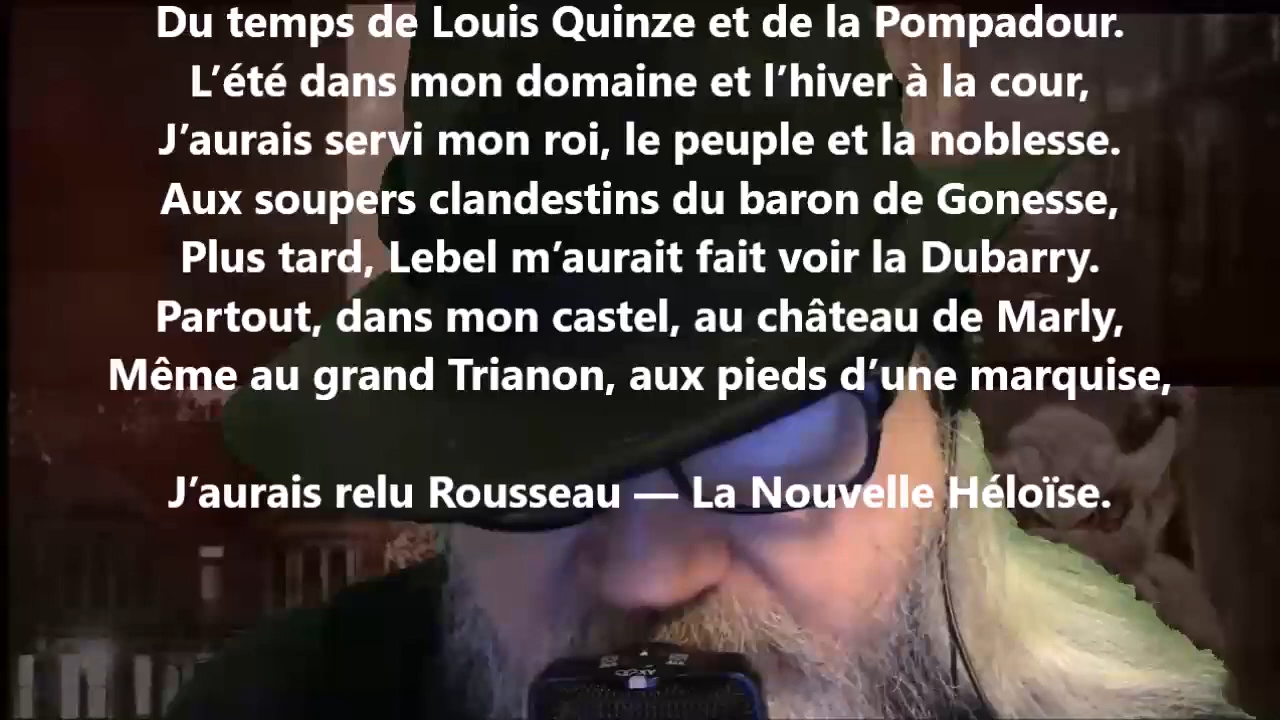 Du temps de Louis Quinze et de la Pompadour.
L’été dans mon domaine et l’hiver à la cour,
J’aurais servi mon roi, le peuple et la noblesse.
Aux soupers clandestins du baron de Gonesse,
Plus tard, Lebel m’aurait fait voir la Dubarry.
Partout, dans mon castel, au château de Marly,
Même au grand Trianon, aux pieds d’une marquise,
J’aurais relu Rousseau — La Nouvelle Héloïse.